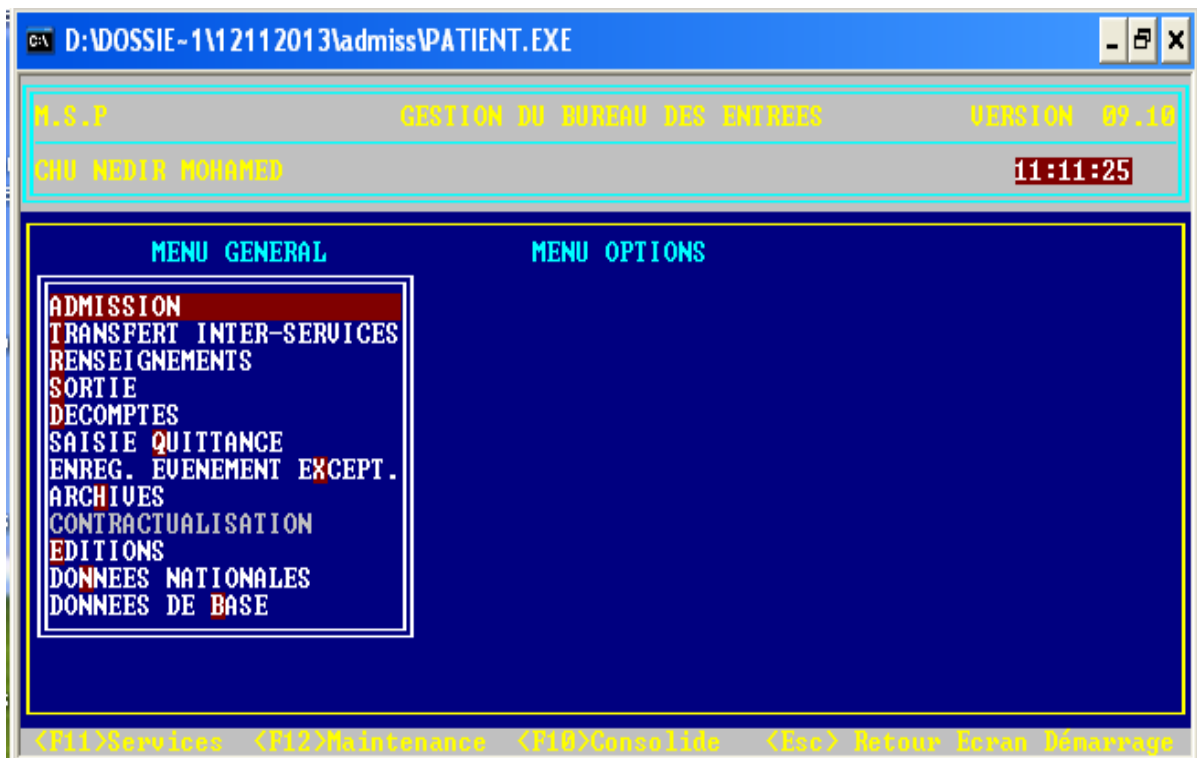 D:\DOSSIE~1\12112013\admiss\PATIENT.EXE
M.S.P GESTION DU BUREAU DES ENTREES VERSION 09.10
CHU NEDIR MOHAMED 11:11:25
MENU GENERAL MENU OPTIONS
ADMISSION
TRANSFERT INTER-SERVICES
RENSEIGNEMENTS
SORTIE
DECOMPTES
SAISIE QUITTANCE
ENREG. EVENEMENT EXCEPT.
ARCHIVES
CONTRACTUALISATION
EDITIONS
DONNEES NATIONALES
DONNEES DE BASE
<F11>Services <F12>Maintenance <F10>Consolide <Esc> Retour Ecran Démarrage